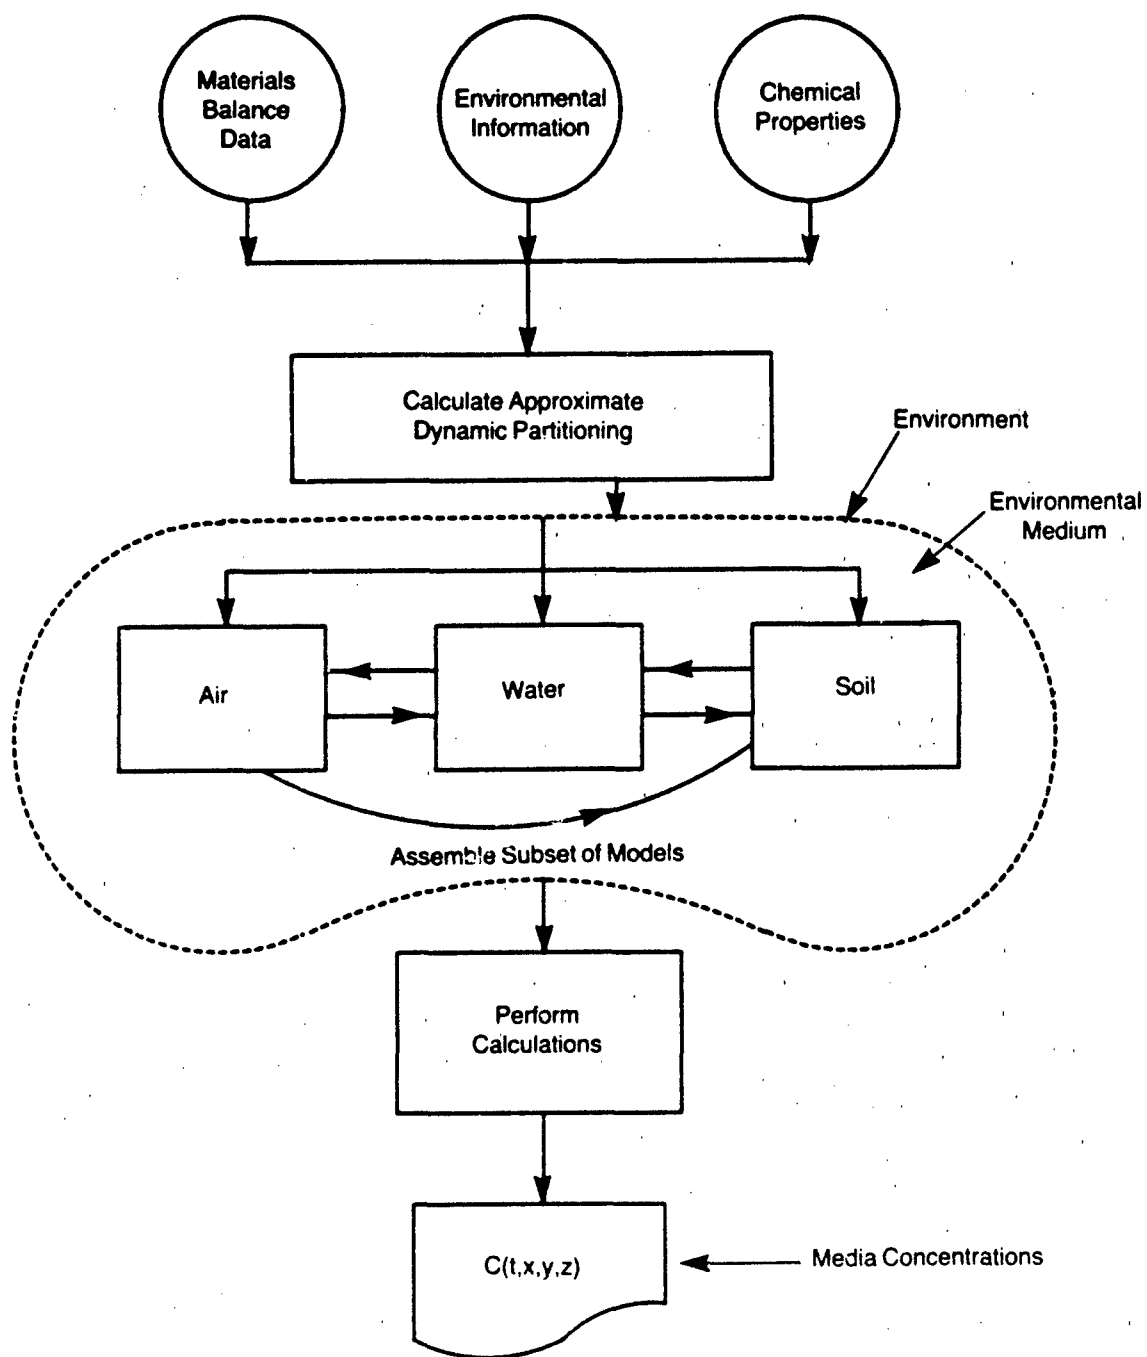 Materials
Balance
Data
Environmental
Information
Chemical
Properties
Calculate Approximate
Dynamic Partitioning
Environment
Environmental
Medium
Air
Water
Soil
Assemble Subset of Models
Perform
Calculations
C(t,x,y,z)
Media Concentrations